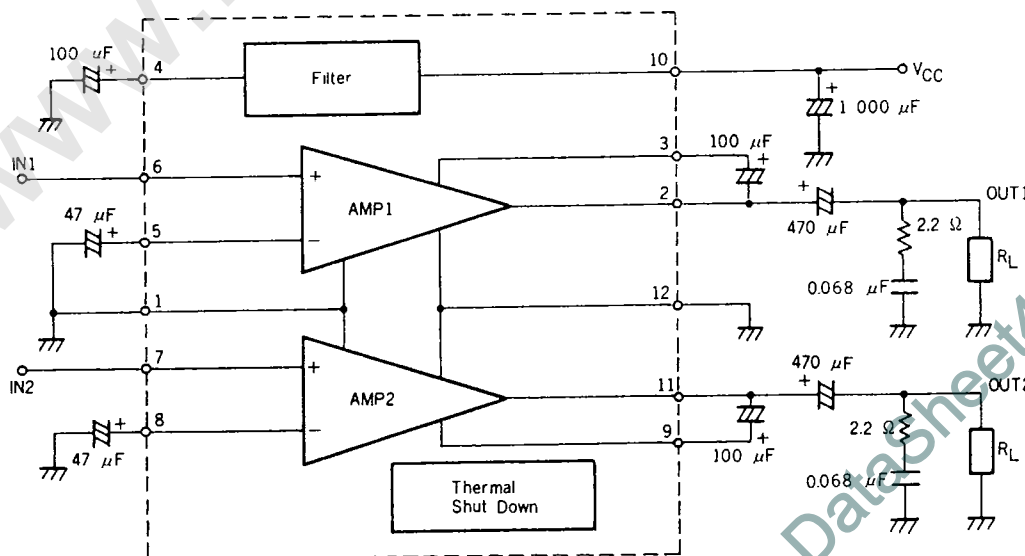 www.
100 μF
+
4
Filter
10
VCC
+
1 000 μF
3
100 μF
+
IN1
6
+
AMP1
2
+
470 μF
OUT1
2.2 Ω
RL
0.068 μF
47 μF
+
5
−
1
12
IN2
7
+
AMP2
11
470 μF
+
OUT2
2.2 Ω
RL
0.068 μF
8
−
+
47 μF
9
+
100 μF
Thermal
Shut Down
DataSheet4